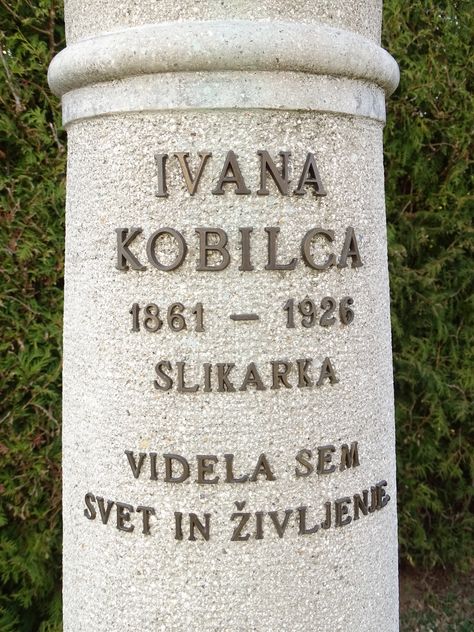 IVANA
KOBILCA
1861 – 1926
SLIKARKA
VIDELA SEM
SVET IN ŽIVLJENJE